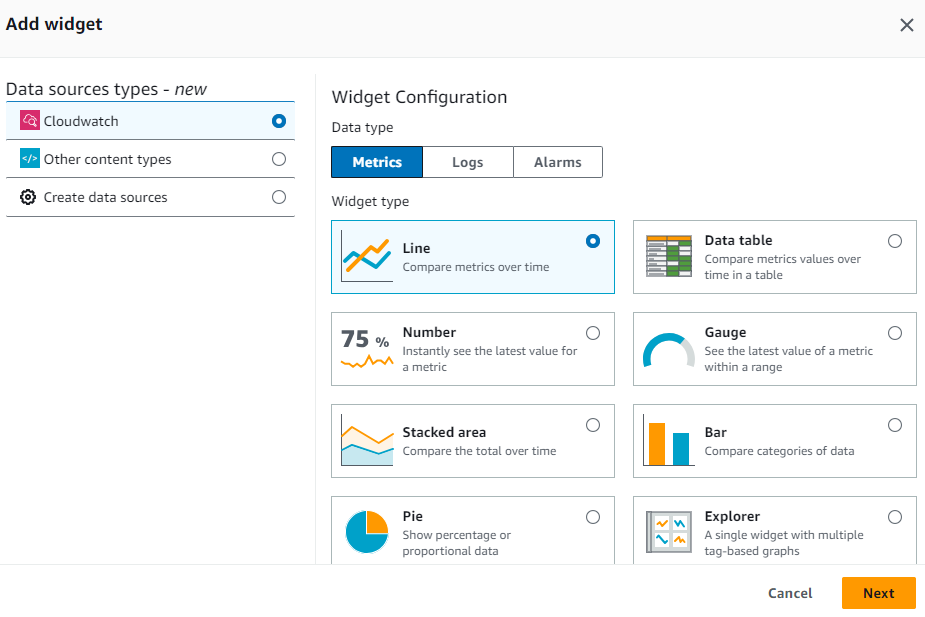 Add widget
Data sources types - new
Cloudwatch
</> Other content types
Create data sources
Widget Configuration
Data type
Metrics Logs Alarms
Widget type
Line
Compare metrics over time
Data table
Compare metrics values over
time in a table
75 %
Number
Instantly see the latest value for
a metric
Gauge
See the latest value of a metric
within a range
Stacked area
Compare the total over time
Bar
Compare categories of data
Pie
Show percentage or
proportional data
Explorer
A single widget with multiple
tag-based graphs
Cancel Next